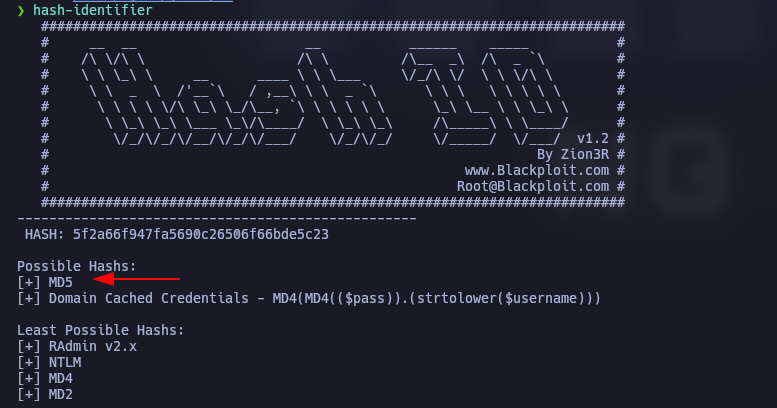 ❯ hash-identifier
#########################################################################
#     __  __                     __           ______    _____           #
#    /\ \/\ \                   /\ \         /\__  _\  /\  _ `\         #
#    \ \ \_\ \     __      ____ \ \ \___     \/_/\ \/  \ \ \/\ \        #
#     \ \  _  \  /'__`\   / ,__\ \ \  _ `\      \ \ \   \ \ \ \ \       #
#      \ \ \ \ \/\ \_\ \_/\__, `\ \ \ \ \ \      \_\ \__ \ \ \_\ \      #
#       \ \_\ \_\ \___ \_\/\____/  \ \_\ \_\     /\_____\ \ \____/      #
#        \/_/\/_/\/__/\/_/\/___/    \/_/\/_/     \/_____/  \/___/  v1.2 #
#                                                             By Zion3R #
#                                                    www.Blackploit.com #
#                                                   Root@Blackploit.com #
#########################################################################
--------------------------------------------------
HASH: 5f2a66f947fa5690c26506f66bde5c23
Possible Hashs:
[+] MD5
[+] Domain Cached Credentials - MD4(MD4(($pass)).(strtolower($username)))
Least Possible Hashs:
[+] RAdmin v2.x
[+] NTLM
[+] MD4
[+] MD2